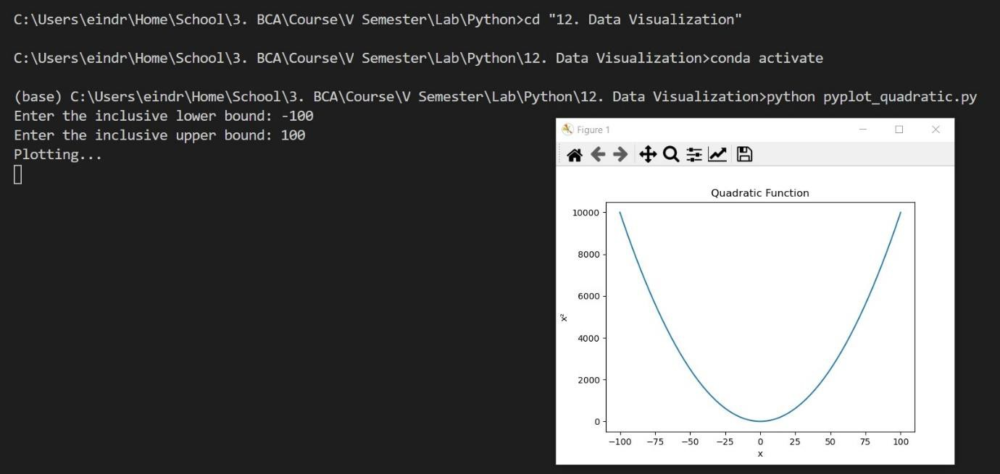 C:\Users\eindr\Home\School\3. BCA\Course\V Semester\Lab\Python>cd "12. Data Visualization"
C:\Users\eindr\Home\School\3. BCA\Course\V Semester\Lab\Python\12. Data Visualization>conda activate
(base) C:\Users\eindr\Home\School\3. BCA\Course\V Semester\Lab\Python\12. Data Visualization>python pyplot_quadratic.py
Enter the inclusive lower bound: -100
Enter the inclusive upper bound: 100
Plotting...
Figure 1
Quadratic Function
10000
8000
6000
4000
2000
0
x²
−100 −75 −50 −25 0 25 50 75 100
x